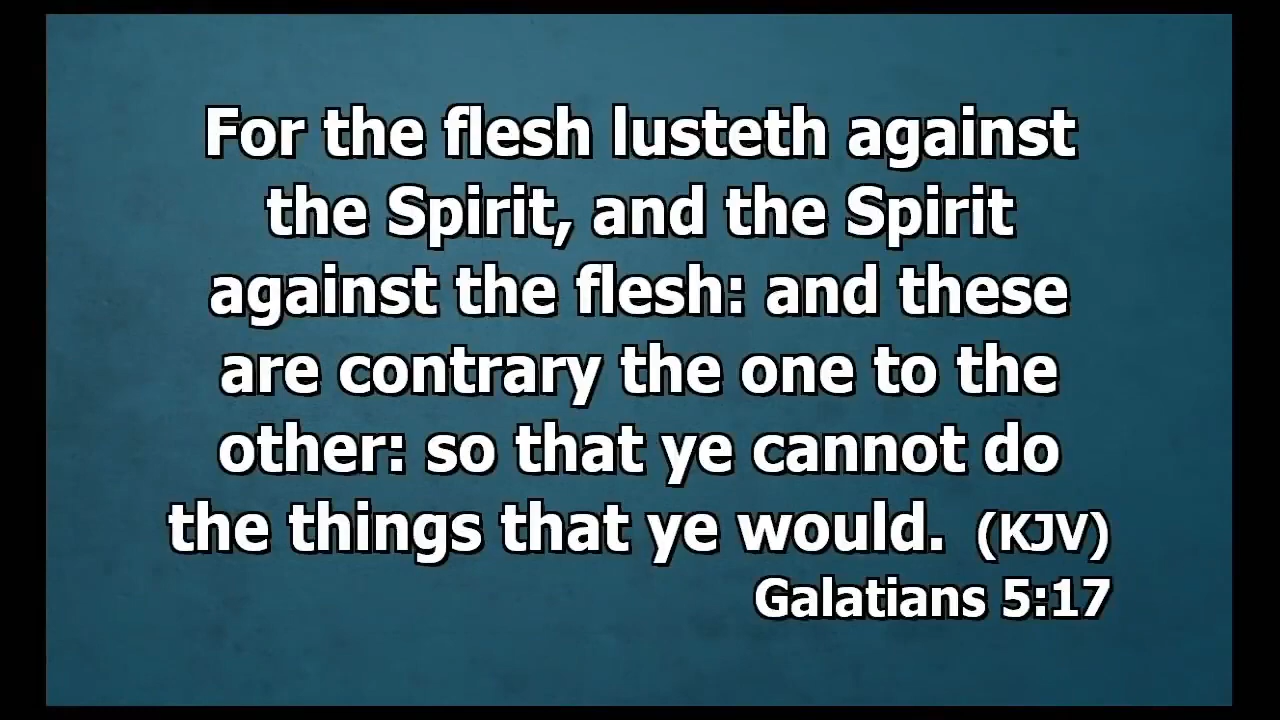 For the flesh lusteth against
the Spirit, and the Spirit
against the flesh: and these
are contrary the one to the
other: so that ye cannot do
the things that ye would. (KJV)
Galatians 5:17